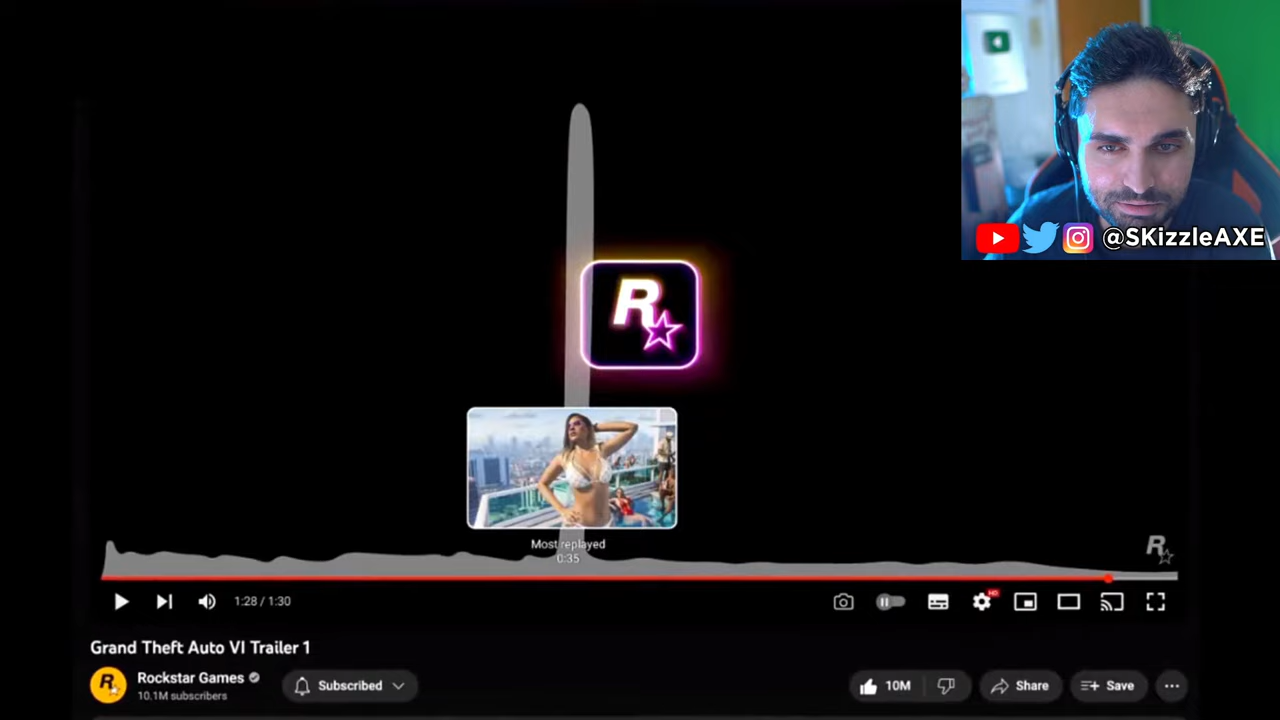 @SKizzleAXE
R
Most replayed
0:35
R
1:28 / 1:30
HD
Grand Theft Auto VI Trailer 1
R
Rockstar Games
10.1M subscribers
Subscribed
10M
Share
Save